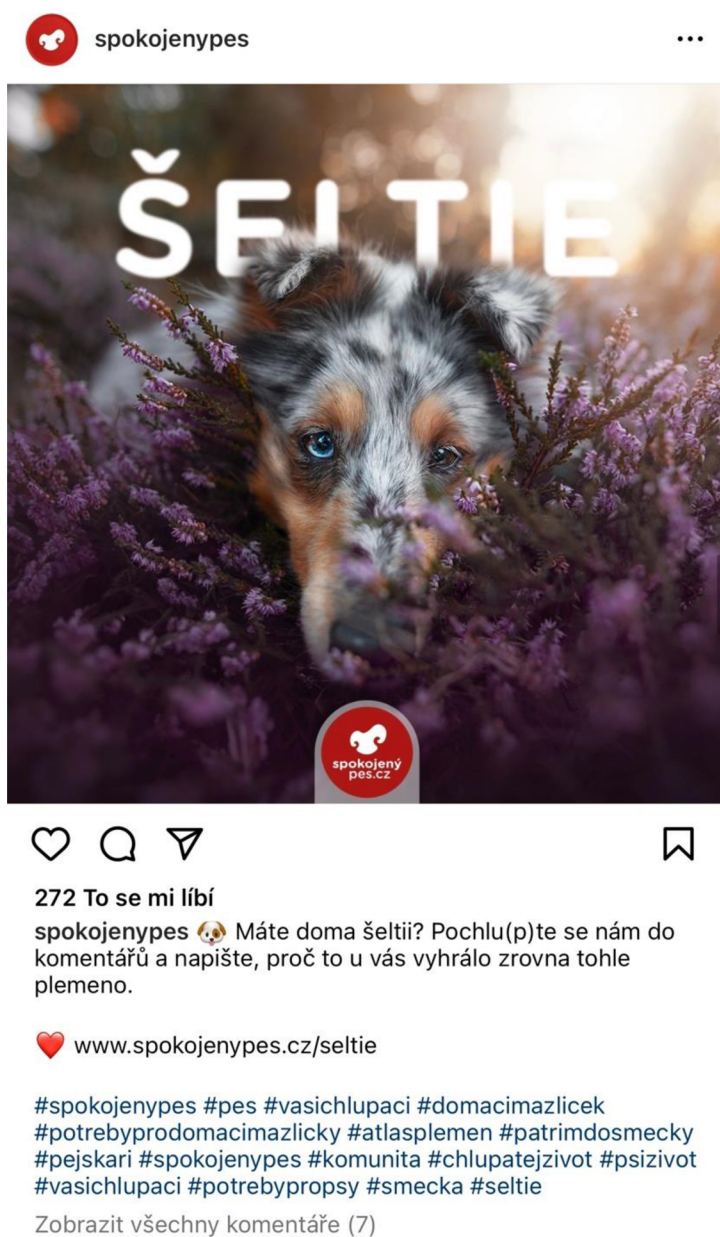 spokojenypes
ŠELTIE
spokojený
pes.cz
272 To se mi líbí
spokojenypes 🐶 Máte doma šeltii? Pochlu(p)te se nám do
komentářů a napište, proč to u vás vyhrálo zrovna tohle
plemeno.
❤️ www.spokojenypes.cz/seltie
#spokojenypes #pes #vasichlupaci #domacimazlicek
#potrebyprodomacimazlicky #atlasplemen #patrimdosmecky
#pejskari #spokojenypes #komunita #chlupatejzivot #psizivot
#vasichlupaci #potrebypropsy #smecka #seltie
Zobrazit všechny komentáře (7)